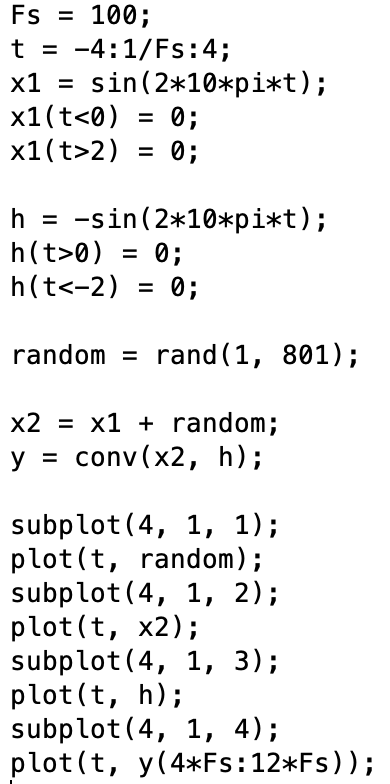 Fs = 100;
t = -4:1/Fs:4;
x1 = sin(2*10*pi*t);
x1(t<0) = 0;
x1(t>2) = 0;

h = -sin(2*10*pi*t);
h(t>0) = 0;
h(t<-2) = 0;

random = rand(1, 801);

x2 = x1 + random;
y = conv(x2, h);

subplot(4, 1, 1);
plot(t, random);
subplot(4, 1, 2);
plot(t, x2);
subplot(4, 1, 3);
plot(t, h);
subplot(4, 1, 4);
plot(t, y(4*Fs:12*Fs));